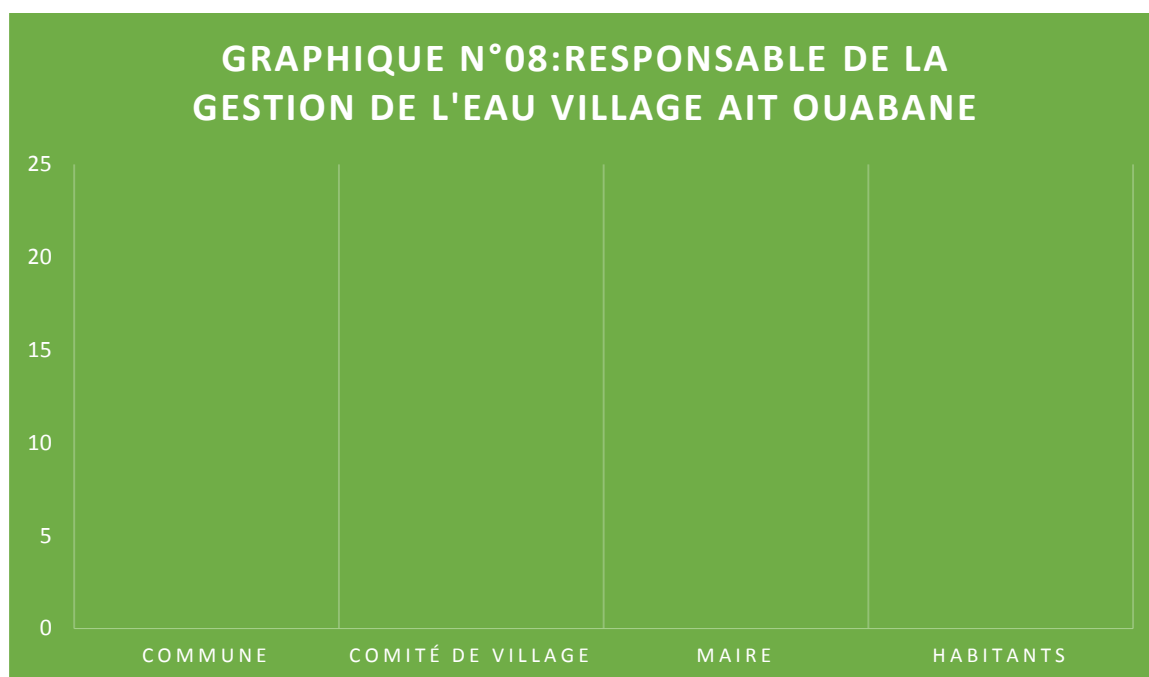 GRAPHIQUE N°08:RESPONSABLE DE LA
GESTION DE L'EAU VILLAGE AIT OUABANE
25
20
15
10
5
0
COMMUNE COMITÉ DE VILLAGE MAIRE HABITANTS